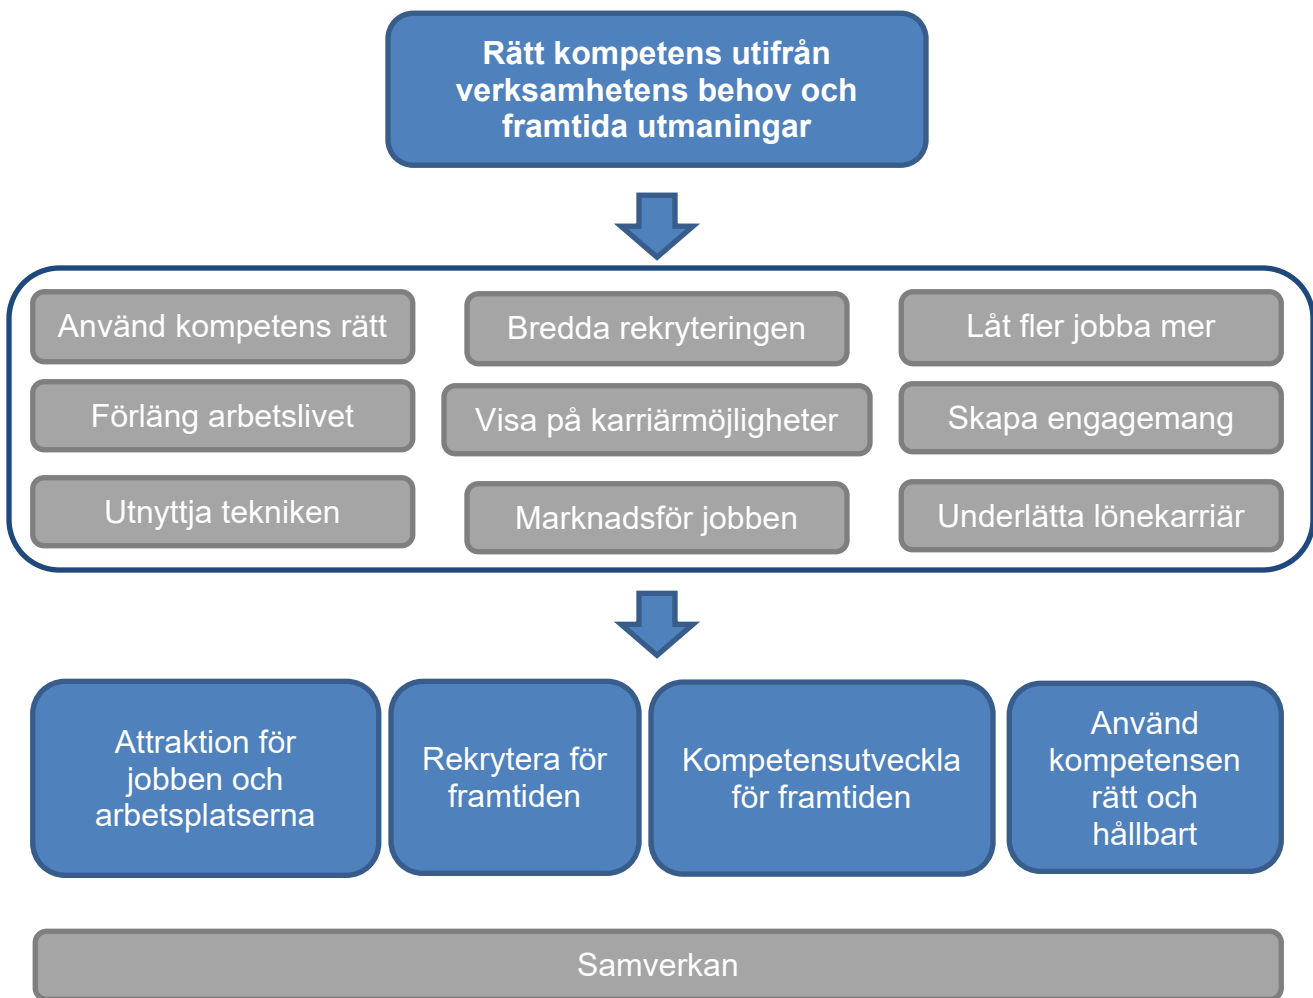 Rätt kompetens utifrån
verksamhetens behov och
framtida utmaningar
Använd kompetens rätt
Bredda rekryteringen
Låt fler jobba mer
Förläng arbetslivet
Visa på karriärmöjligheter
Skapa engagemang
Utnyttja tekniken
Marknadsför jobben
Underlätta lönekarriär
Attraktion för
jobben och
arbetsplatserna
Rekrytera för
framtiden
Kompetensutveckla
för framtiden
Använd
kompetensen
rätt och
hållbart
Samverkan